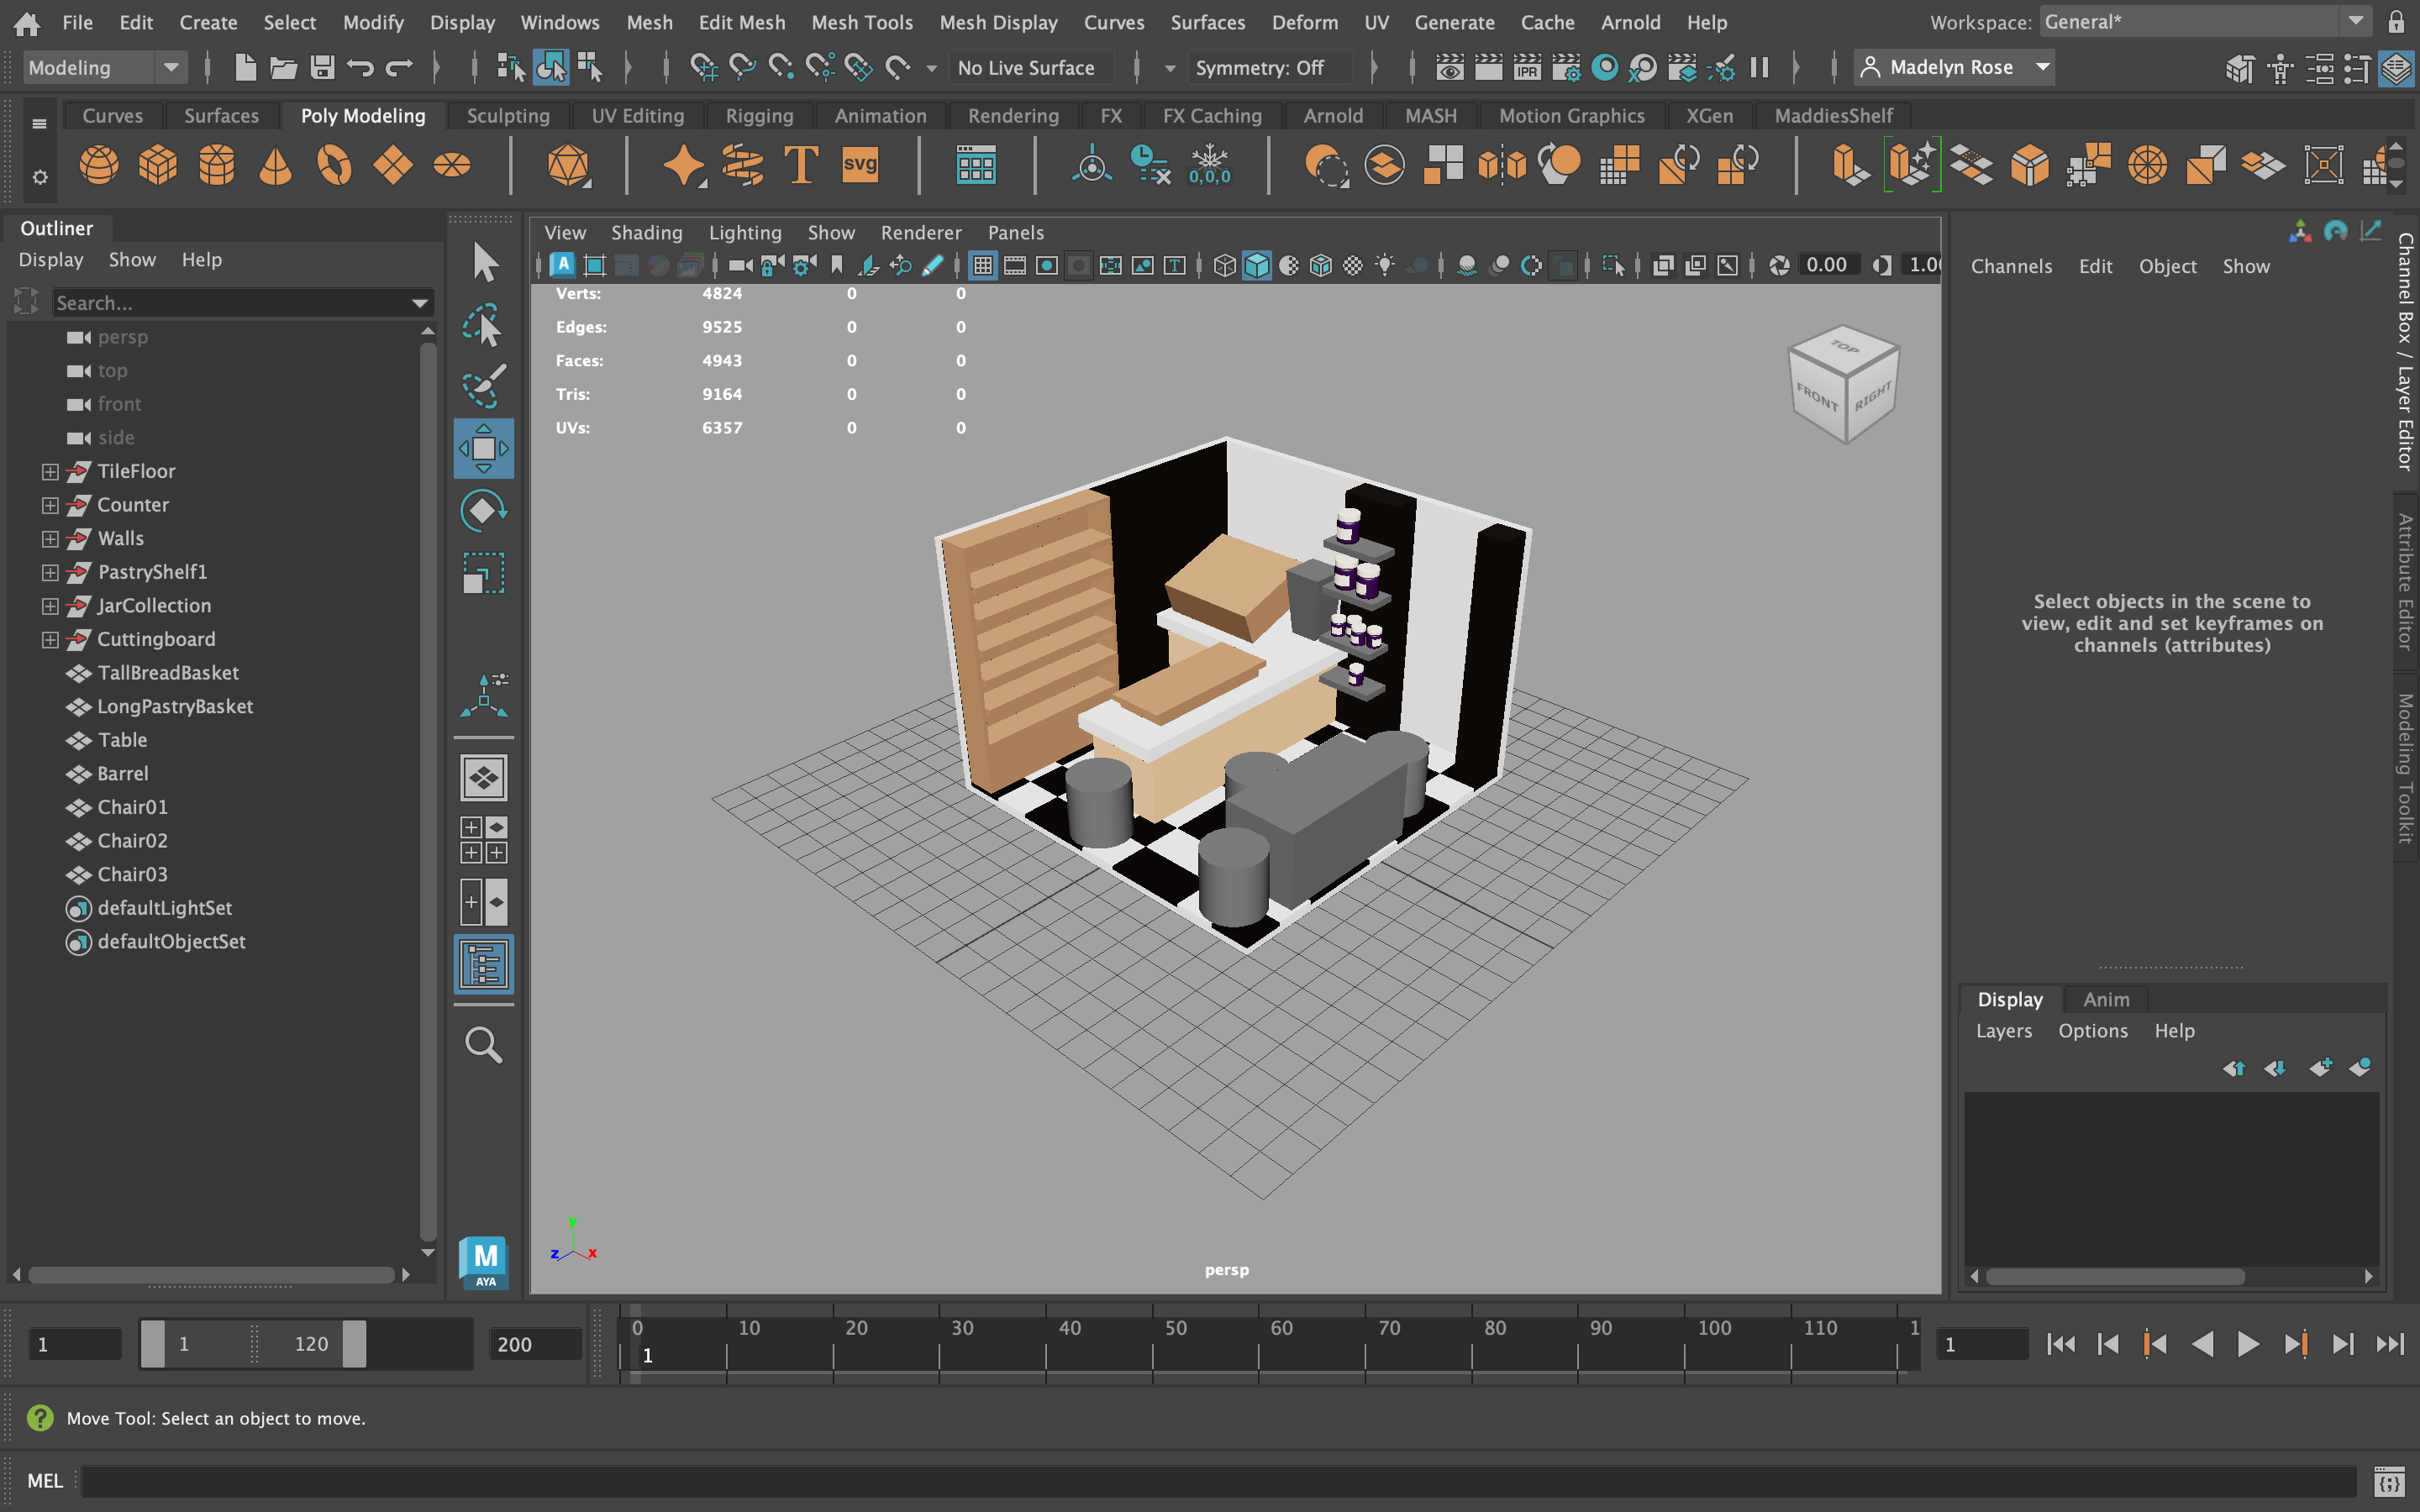 File Edit Create Select Modify Display Windows Mesh Edit Mesh Mesh Tools Mesh Display Curves Surfaces Deform UV Generate Cache Arnold Help Workspace: General*
Modeling No Live Surface Symmetry: Off IPR Madelyn Rose
Curves Surfaces Poly Modeling Sculpting UV Editing Rigging Animation Rendering FX FX Caching Arnold MASH Motion Graphics XGen MaddiesShelf
T svg 0,0,0
Outliner
Display Show Help
Search...
persp
top
front
side
TileFloor
Counter
Walls
PastryShelf1
JarCollection
Cuttingboard
TallBreadBasket
LongPastryBasket
Table
Barrel
Chair01
Chair02
Chair03
defaultLightSet
defaultObjectSet
M
AYA
View Shading Lighting Show Renderer Panels
A T 0.00 1.00
Verts: 4824 0 0
Edges: 9525 0 0
Faces: 4943 0 0
Tris: 9164 0 0
UVs: 6357 0 0
TOP
FRONT RIGHT
y
z x
persp
Channels Edit Object Show
Select objects in the scene to
view, edit and set keyframes on
channels (attributes)
Channel Box / Layer Editor
Attribute Editor
Modeling Toolkit
Display Anim
Layers Options Help
1 1 120 200
0 10 20 30 40 50 60 70 80 90 100 110 1
1
1
? Move Tool: Select an object to move.
MEL